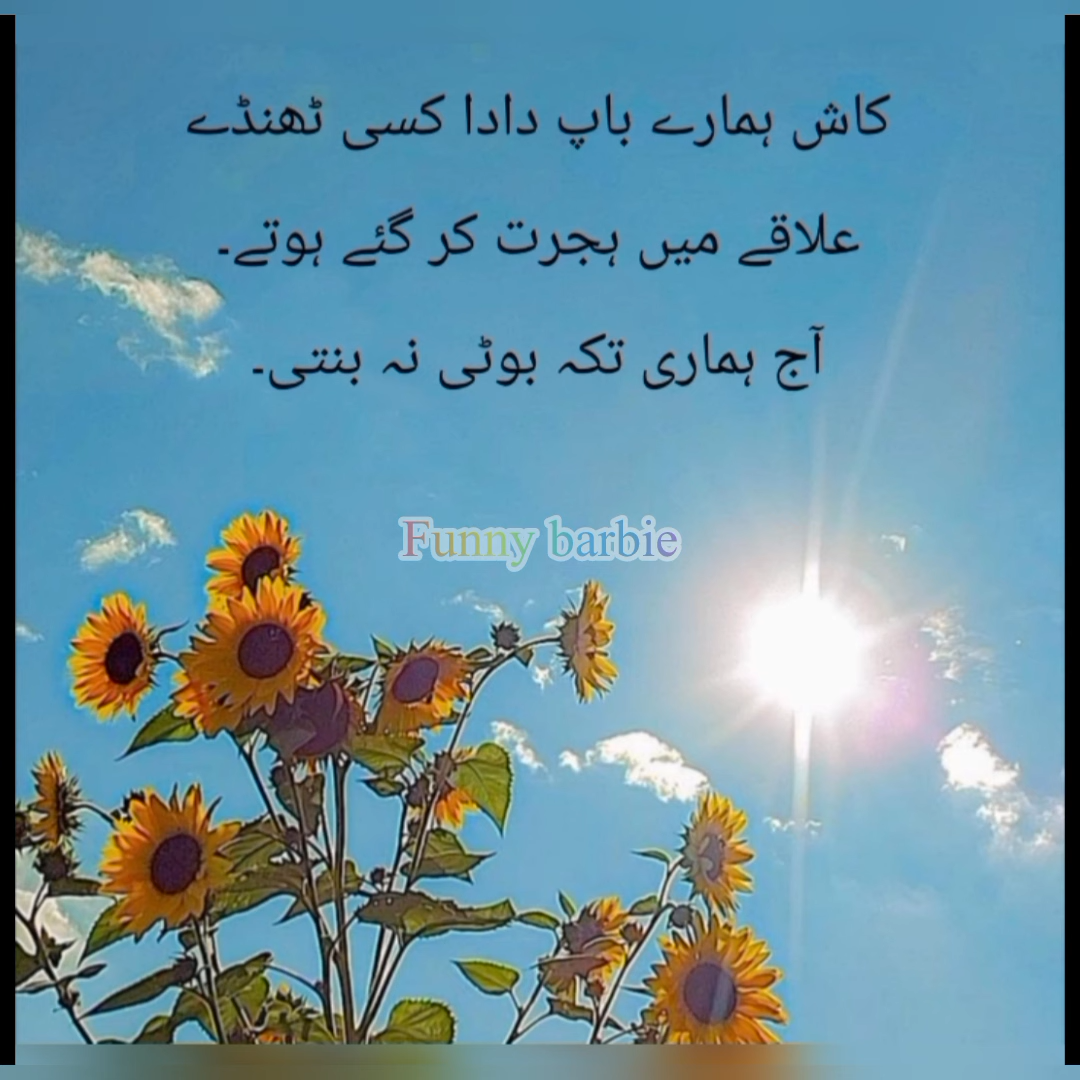 کاش ہمارے باپ دادا کسی ٹھنڈے
علاقے میں ہجرت کر گئے ہوتے۔
آج ہماری تکہ بوٹی نہ بنتی۔
Funny barbie